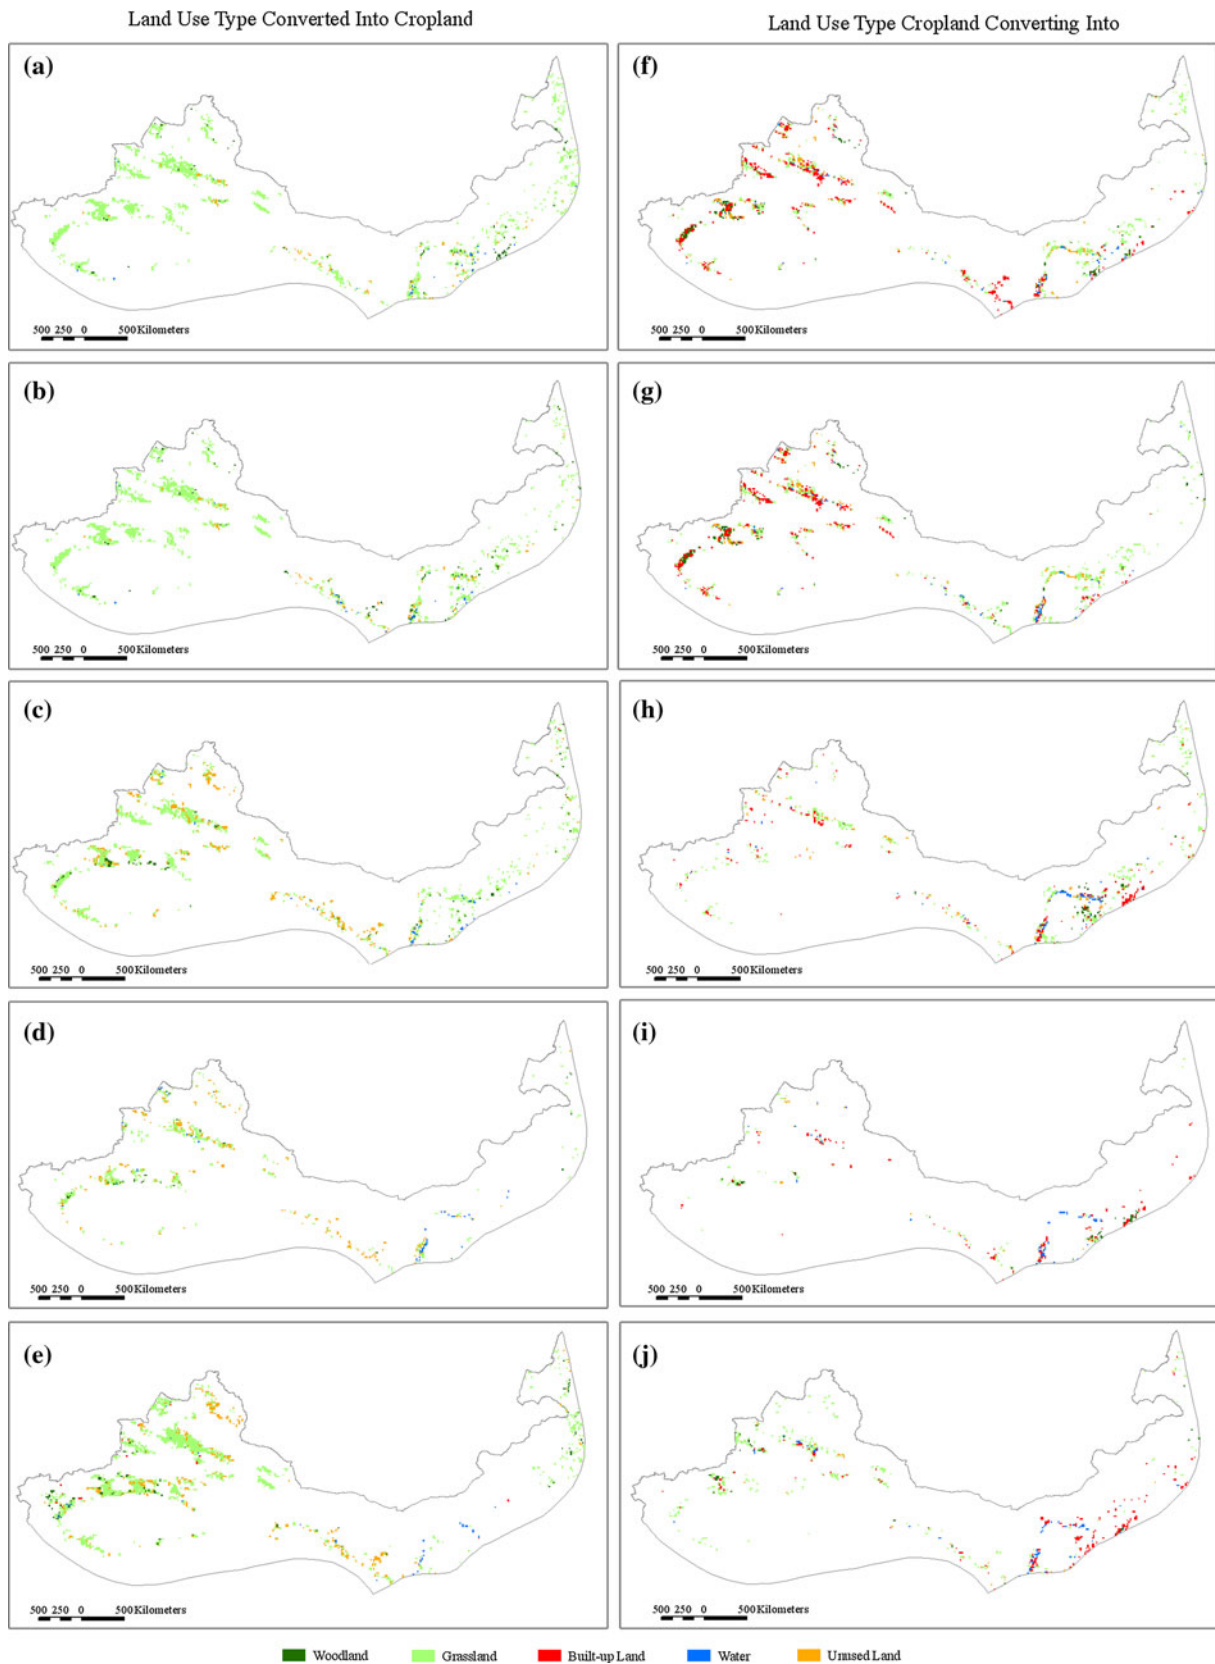 Land Use Type Converted Into Cropland
Land Use Type Cropland Converting Into
(a)
500 250 0 500 Kilometers
(f)
500 250 0 500 Kilometers
(b)
500 250 0 500 Kilometers
(g)
500 250 0 500 Kilometers
(c)
500 250 0 500 Kilometers
(h)
500 250 0 500 Kilometers
(d)
500 250 0 500 Kilometers
(i)
500 250 0 500 Kilometers
(e)
500 250 0 500 Kilometers
(j)
500 250 0 500 Kilometers
Woodland Grassland Built-up Land Water Unused Land